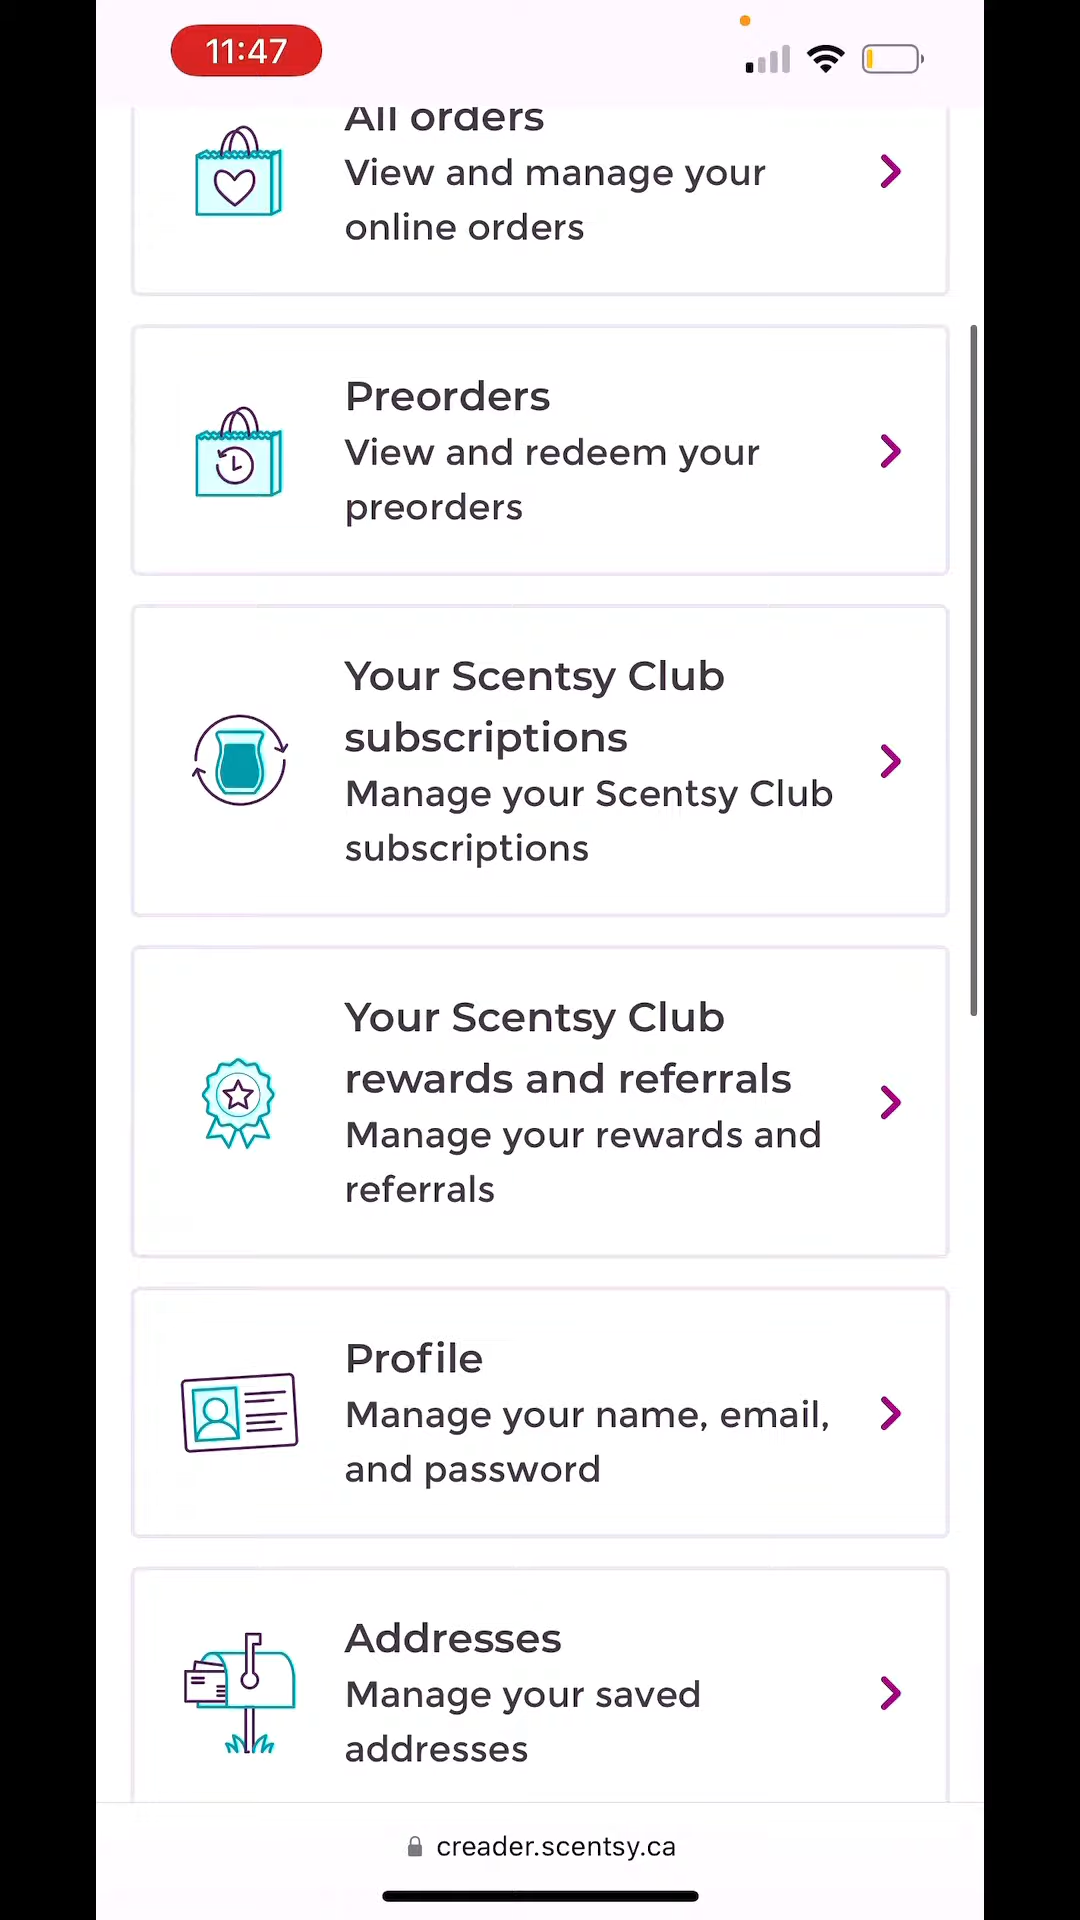 11:47
All orders
View and manage your
online orders
Preorders
View and redeem your
preorders
Your Scentsy Club
subscriptions
Manage your Scentsy Club
subscriptions
Your Scentsy Club
rewards and referrals
Manage your rewards and
referrals
Profile
Manage your name, email,
and password
Addresses
Manage your saved
addresses
creader.scentsy.ca